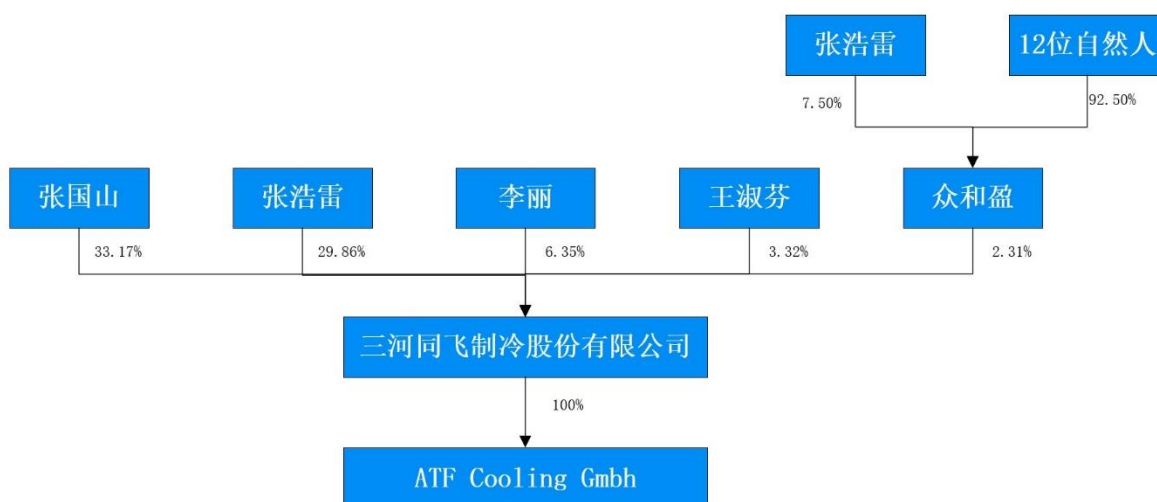 张浩雷
12位自然人
7.50%
92.50%
张国山
张浩雷
李丽
王淑芬
众和盈
33.17%
29.86%
6.35%
3.32%
2.31%
三河同飞制冷股份有限公司
100%
ATF Cooling Gmbh